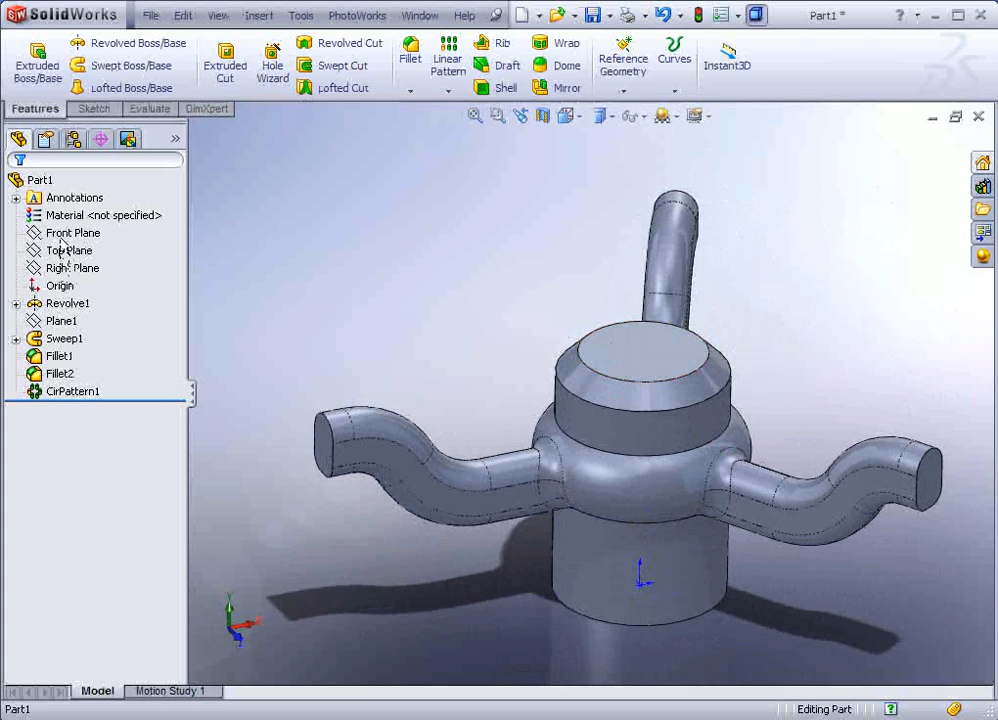 SolidWorks File Edit View Insert Tools PhotoWorks Window Help Part1 *
Extruded Boss/Base
Revolved Boss/Base
Swept Boss/Base
Lofted Boss/Base
Extruded Cut
Hole Wizard
Revolved Cut
Swept Cut
Lofted Cut
Fillet
Linear Pattern
Rib
Draft
Shell
Wrap
Dome
Mirror
Reference Geometry
Curves
Instant3D
Features Sketch Evaluate DimXpert
Part1
Annotations
Material <not specified>
Front Plane
Top Plane
Right Plane
Origin
Revolve1
Plane1
Sweep1
Fillet1
Fillet2
CirPattern1
Model Motion Study 1
Part1 Editing Part